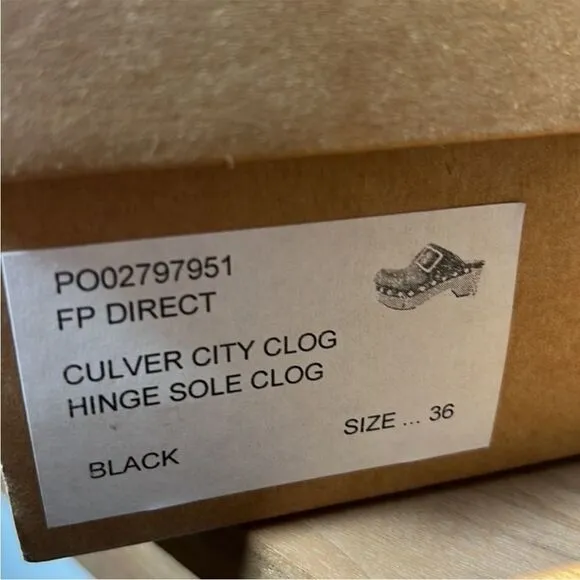 PO02797951
FP DIRECT
CULVER CITY CLOG
HINGE SOLE CLOG
BLACK
SIZE ... 36